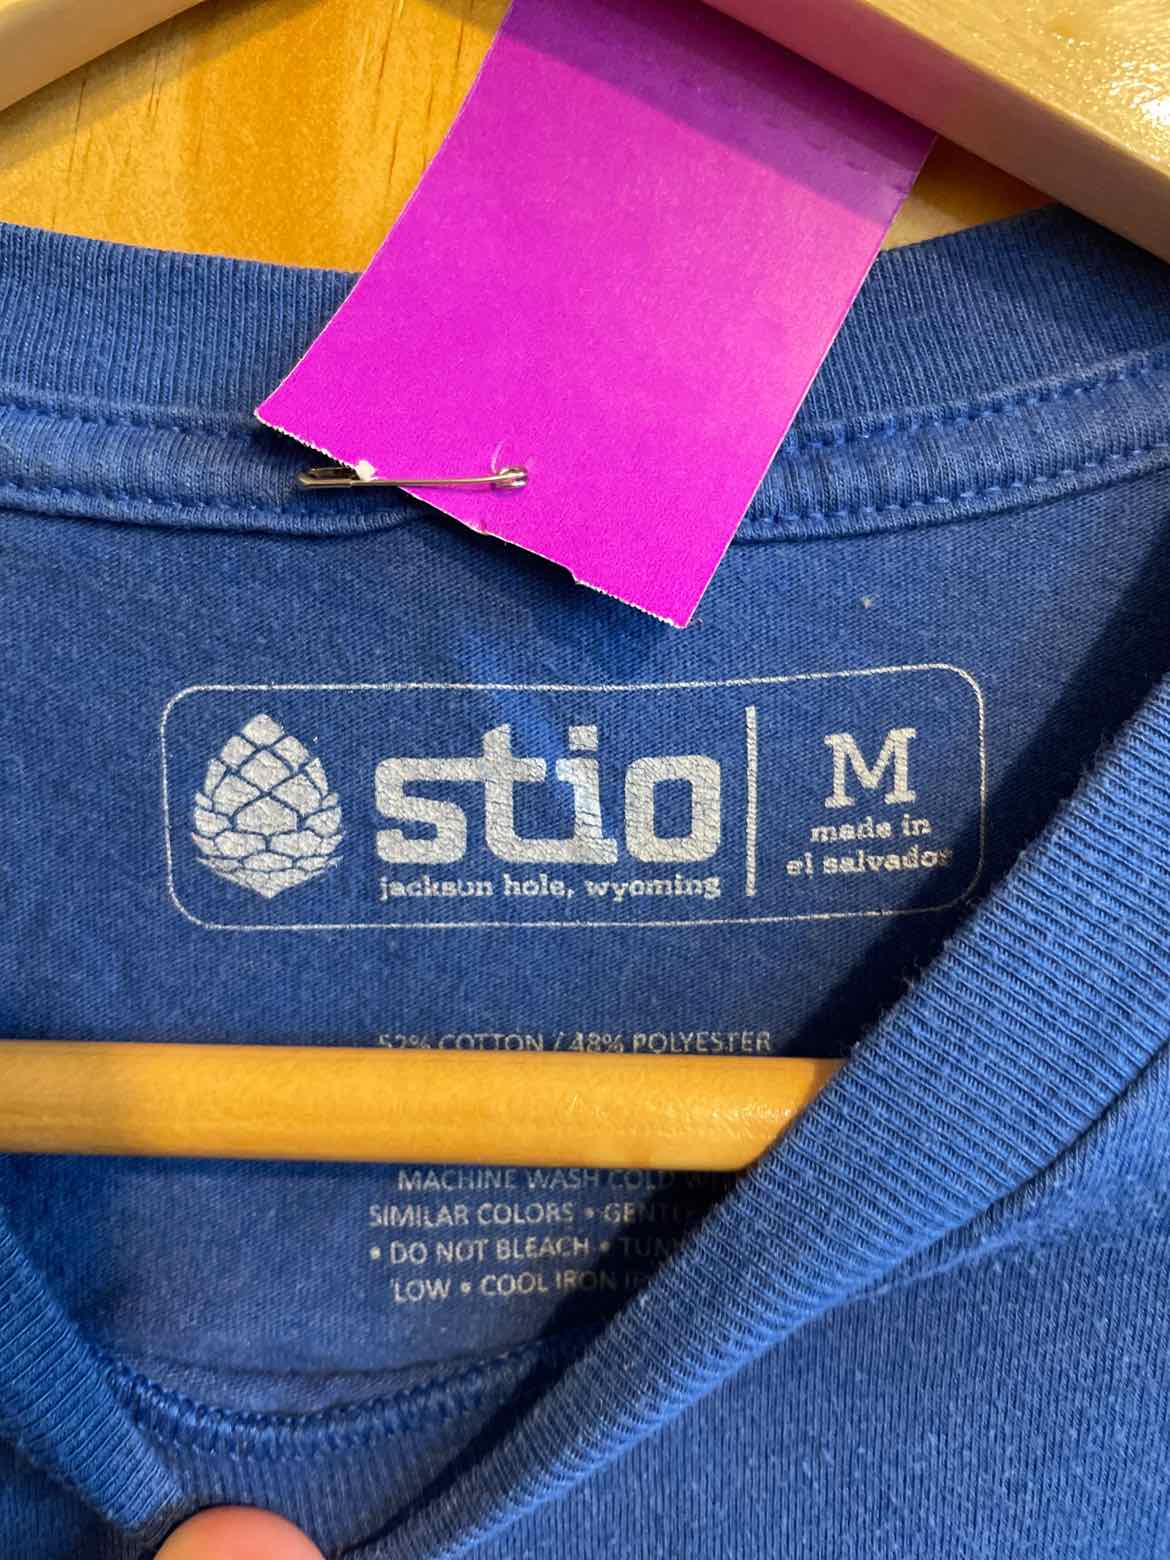 stio
jackson hole, wyoming
M
made in
el salvador
52% COTTON / 48% POLYESTER
MACHINE WASH COLD
SIMILAR COLORS •
• DO NOT BLEACH •
LOW • COOL IRON